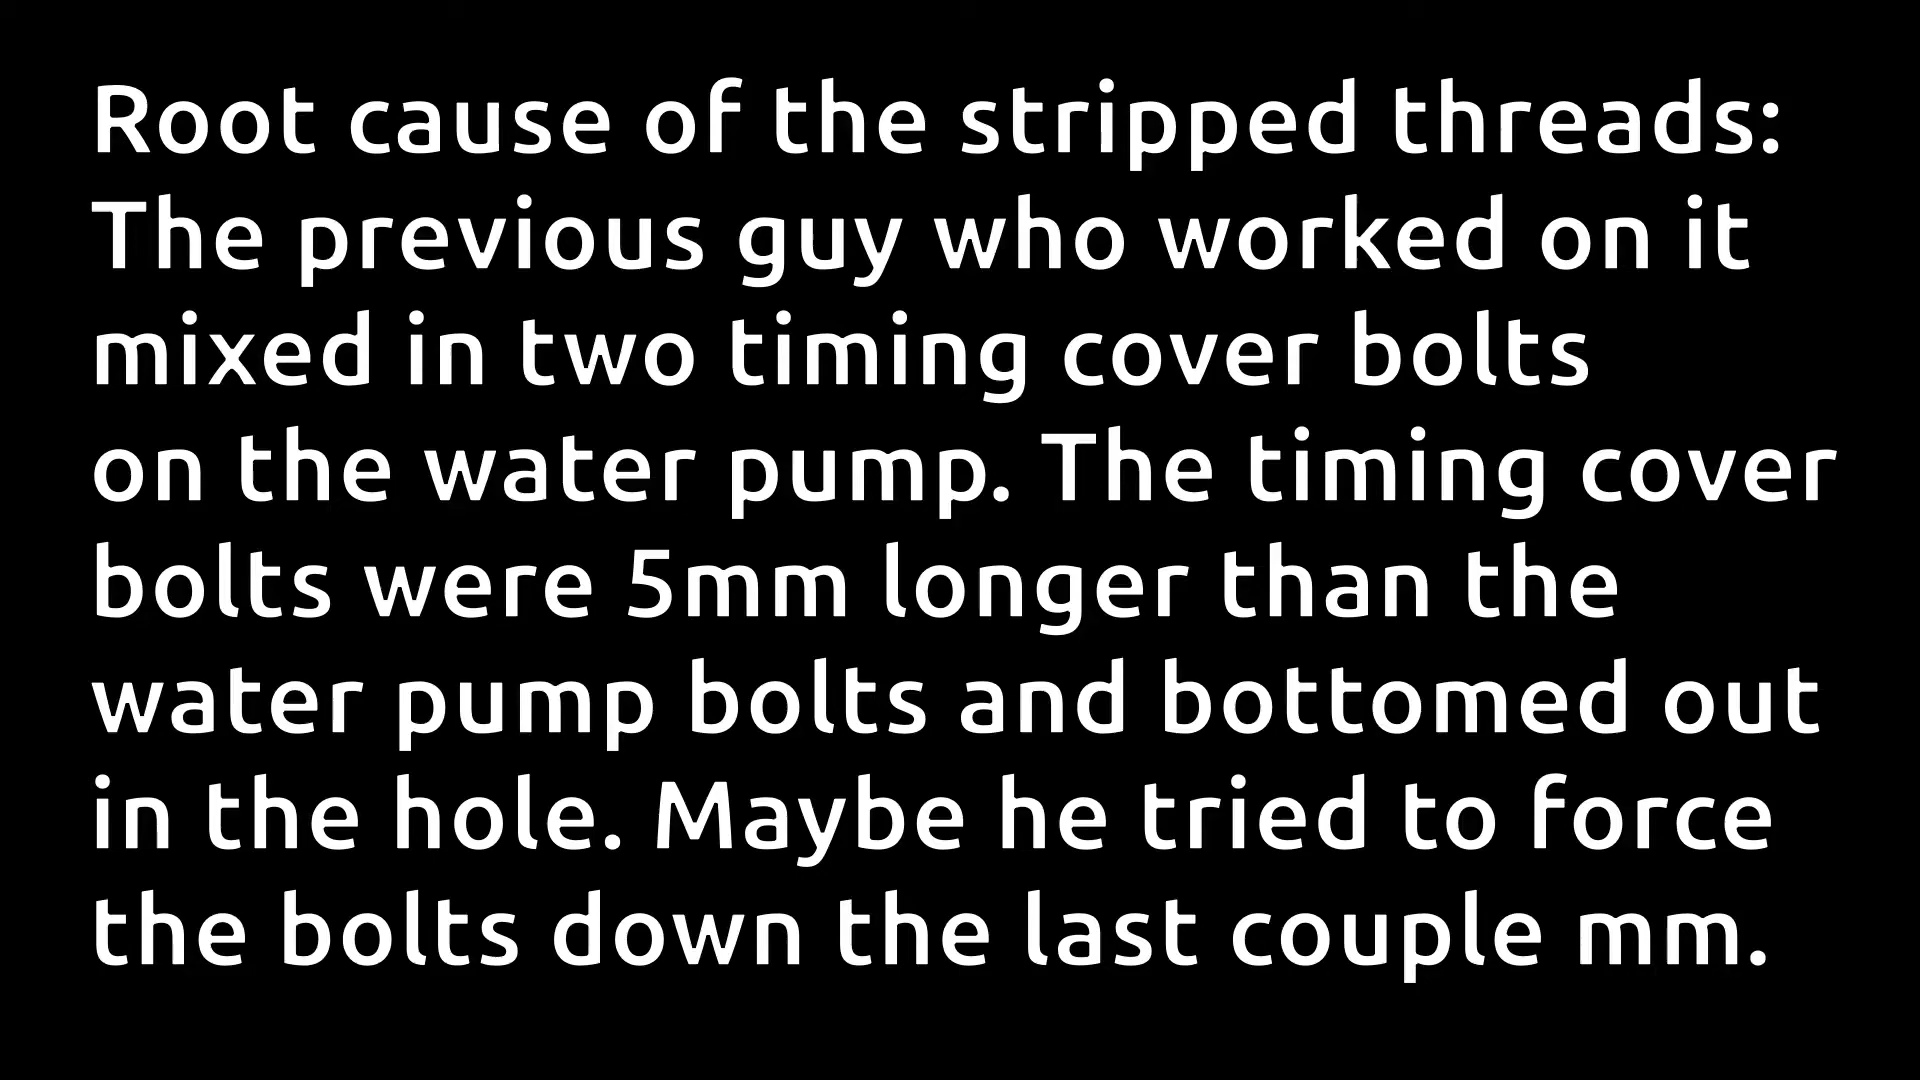 Root cause of the stripped threads:
The previous guy who worked on it
mixed in two timing cover bolts
on the water pump. The timing cover
bolts were 5mm longer than the
water pump bolts and bottomed out
in the hole. Maybe he tried to force
the bolts down the last couple mm.